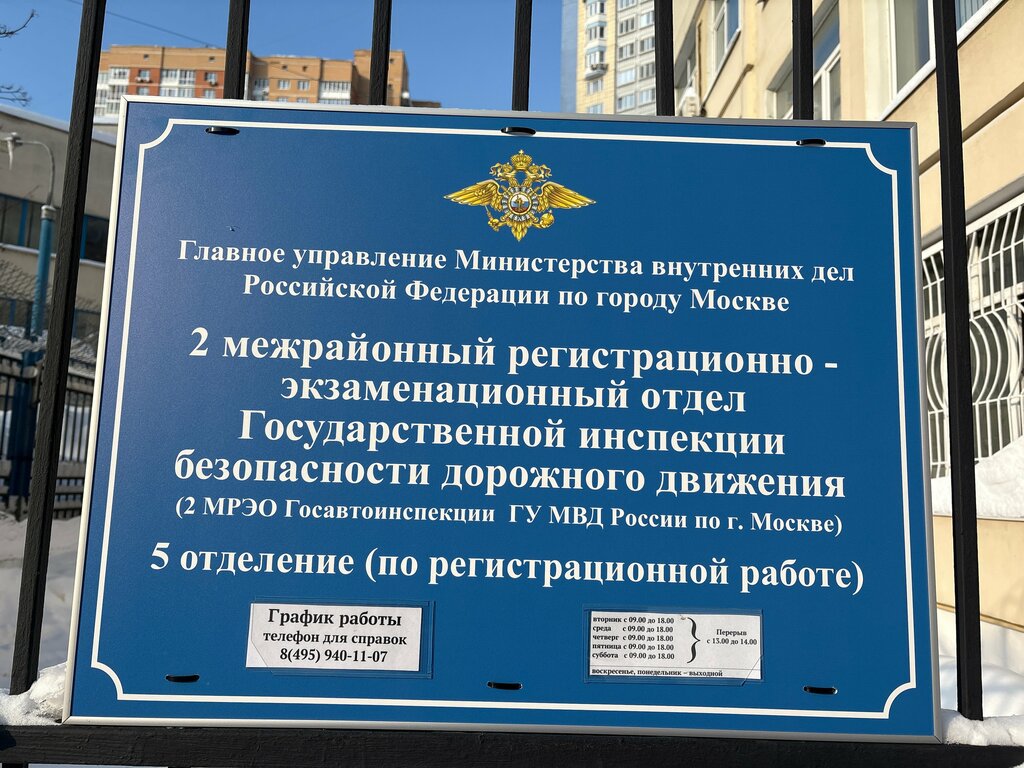 Главное управление Министерства внутренних дел
Российской Федерации по городу Москве
2 межрайонный регистрационно -
экзаменационный отдел
Государственной инспекции
безопасности дорожного движения
(2 МРЭО Госавтоинспекции ГУ МВД России по г. Москве)
5 отделение (по регистрационной работе)
График работы
телефон для справок
8(495) 940-11-07
вторник с 09.00 до 18.00
среда с 09.00 до 18.00
четверг с 09.00 до 18.00
пятница с 09.00 до 18.00
суббота с 09.00 до 18.00
Перерыв
с 13.00 до 14.00
воскресенье, понедельник – выходной